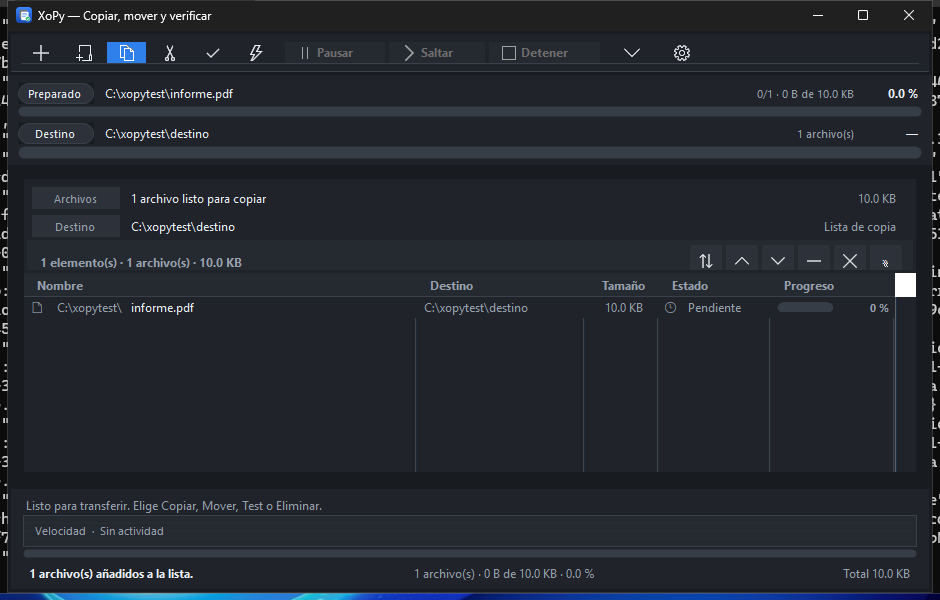 XoPy — Copiar, mover y verificar
Pausar Saltar Detener
Preparado C:\xopytest\informe.pdf 0/1 · 0 B de 10.0 KB 0.0 %
Destino C:\xopytest\destino 1 archivo(s) —
Archivos 1 archivo listo para copiar 10.0 KB
Destino C:\xopytest\destino Lista de copia
1 elemento(s) · 1 archivo(s) · 10.0 KB
Nombre Destino Tamaño Estado Progreso
C:\xopytest\ informe.pdf C:\xopytest\destino 10.0 KB Pendiente 0 %
Listo para transferir. Elige Copiar, Mover, Test o Eliminar.
Velocidad · Sin actividad
1 archivo(s) añadidos a la lista. 1 archivo(s) · 0 B de 10.0 KB · 0.0 % Total 10.0 KB